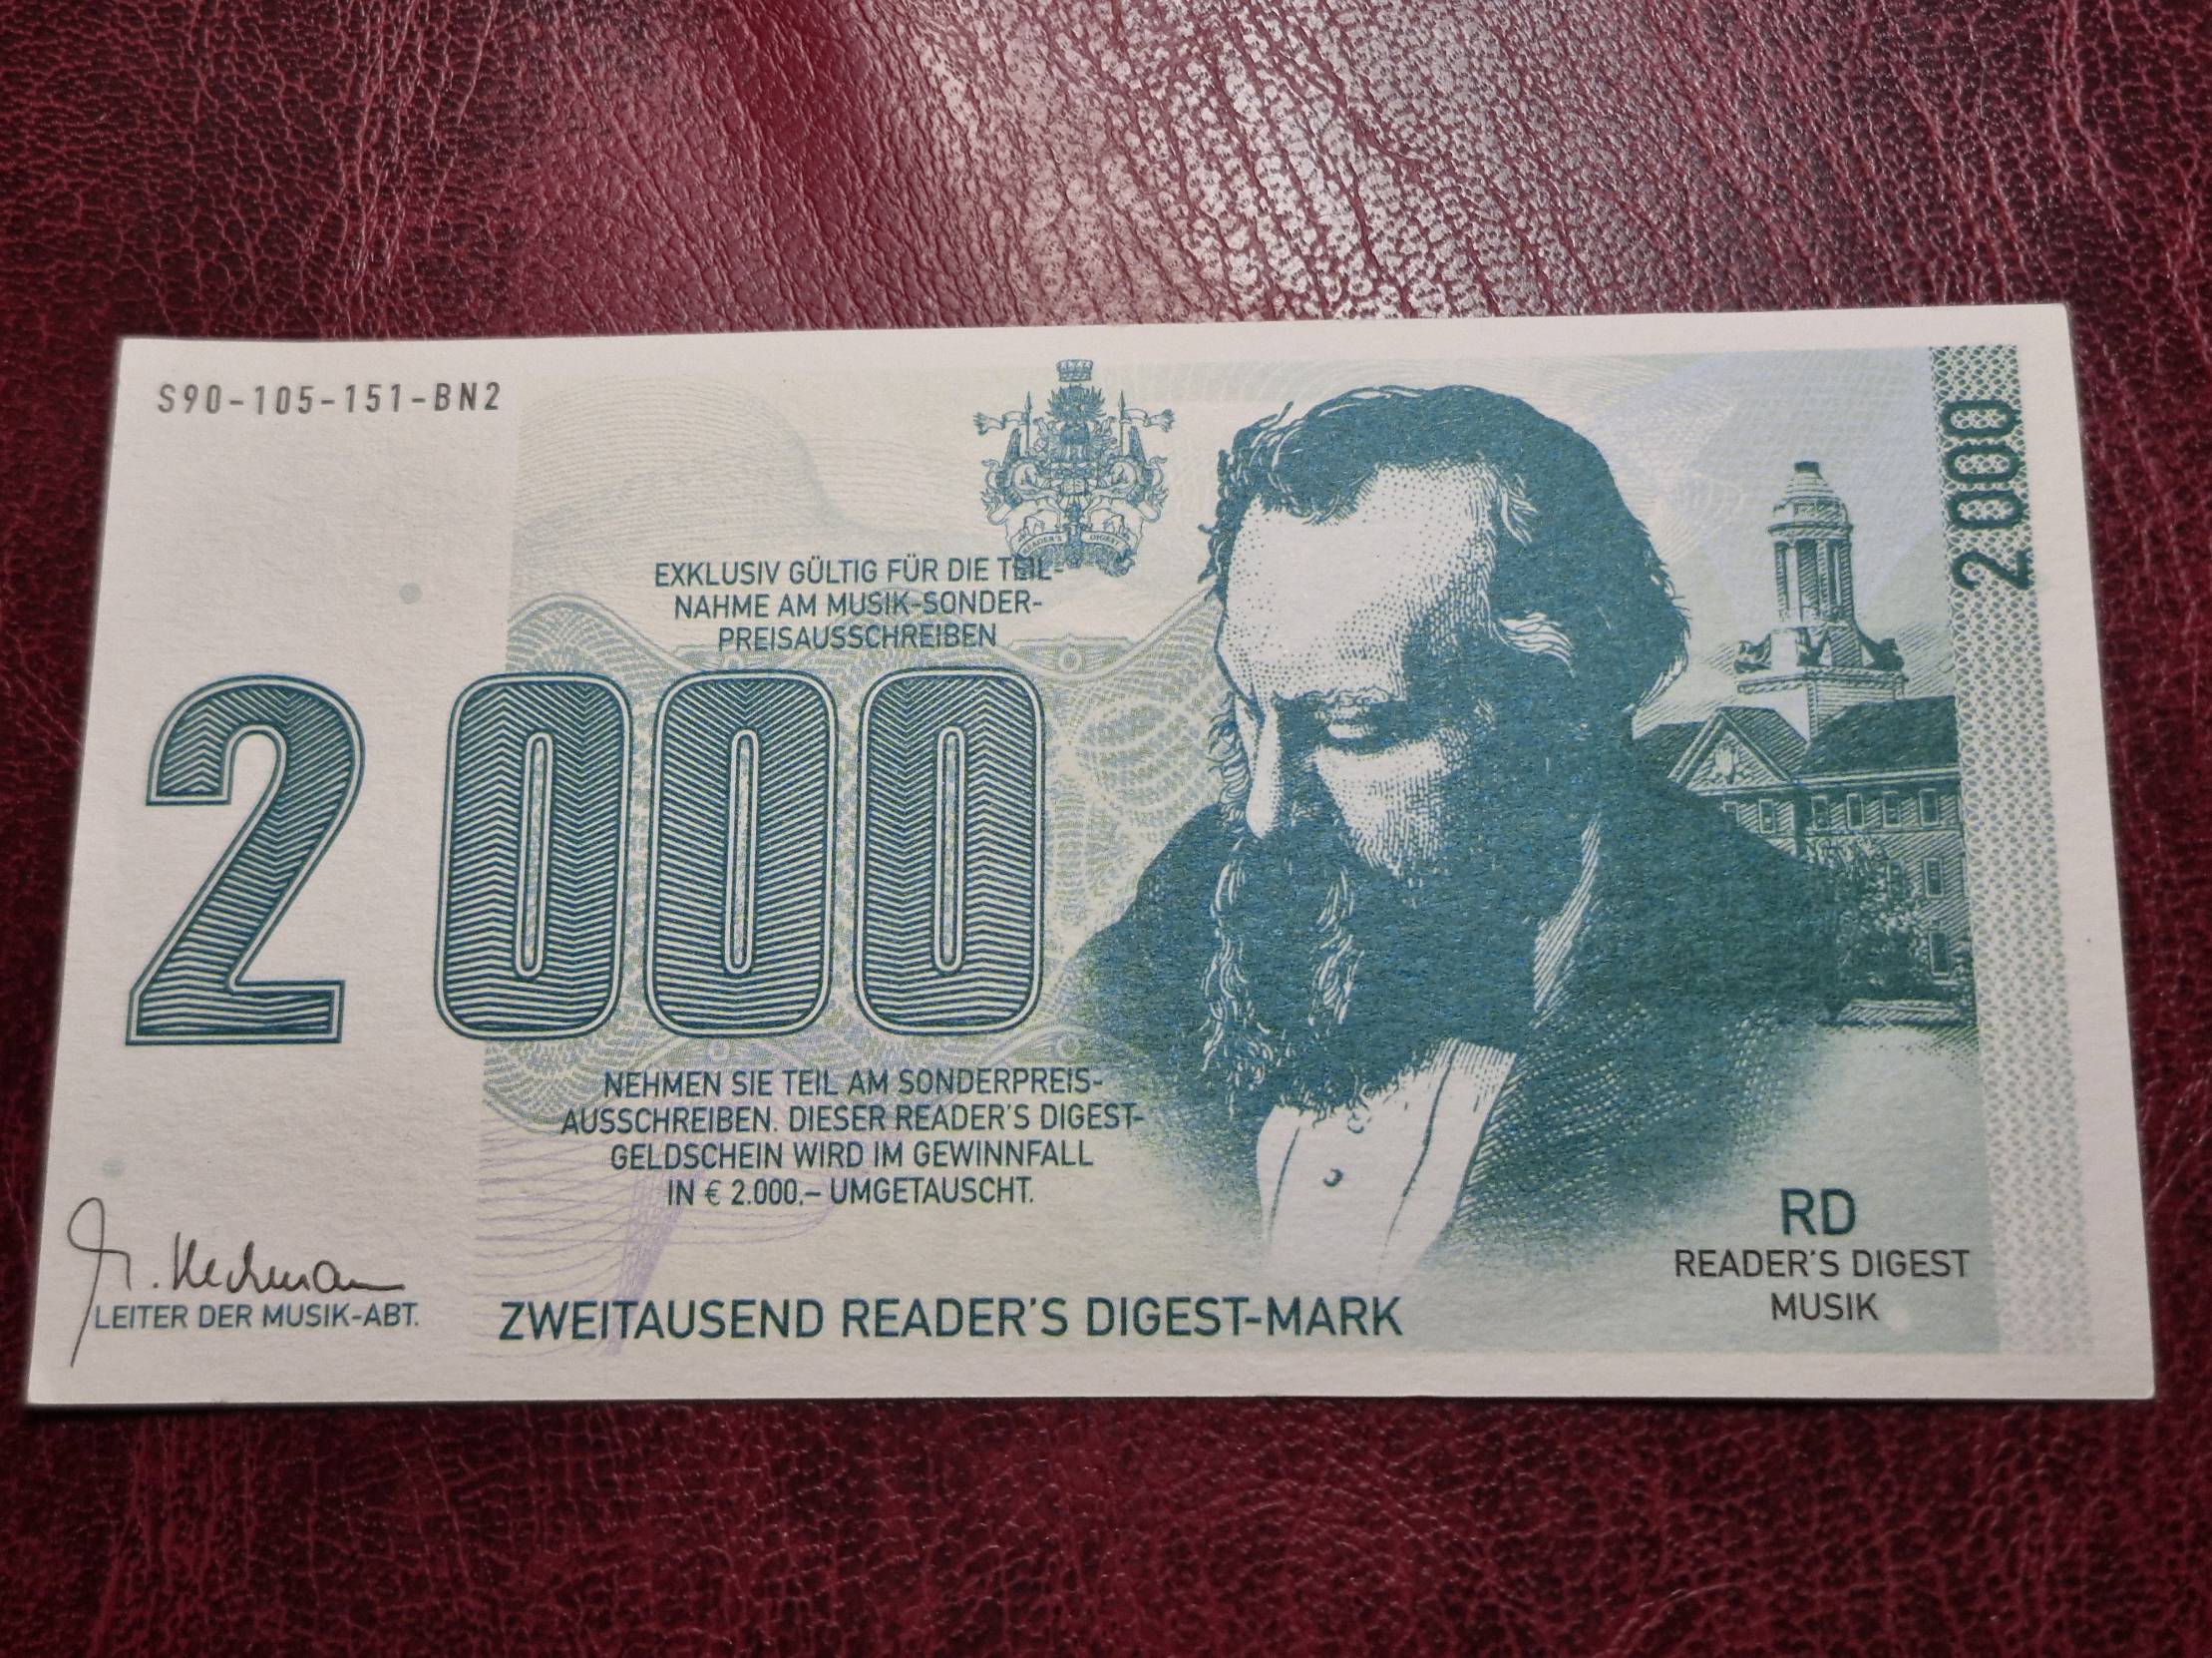 S90-105-151-BN2
READER'S DIGEST
EXKLUSIV GÜLTIG FÜR DIE TEIL-
NAHME AM MUSIK-SONDER-
PREISAUSSCHREIBEN
2000
2000
NEHMEN SIE TEIL AM SONDERPREIS-
AUSSCHREIBEN. DIESER READER'S DIGEST-
GELDSCHEIN WIRD IM GEWINNFALL
IN € 2.000,– UMGETAUSCHT.
LEITER DER MUSIK-ABT.
ZWEITAUSEND READER'S DIGEST-MARK
RD
READER'S DIGEST
MUSIK